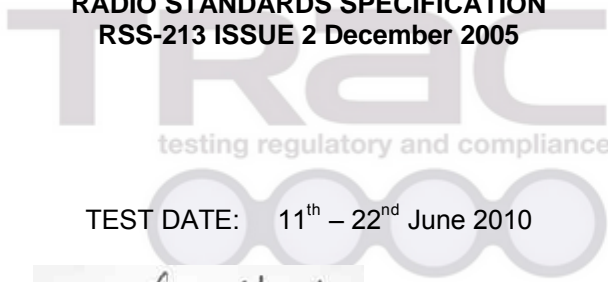 RADIO STANDARDS SPECIFICATION
RSS-213 ISSUE 2 December 2005
TRaC
testing regulatory and compliance
TEST DATE: 11th – 22nd June 2010